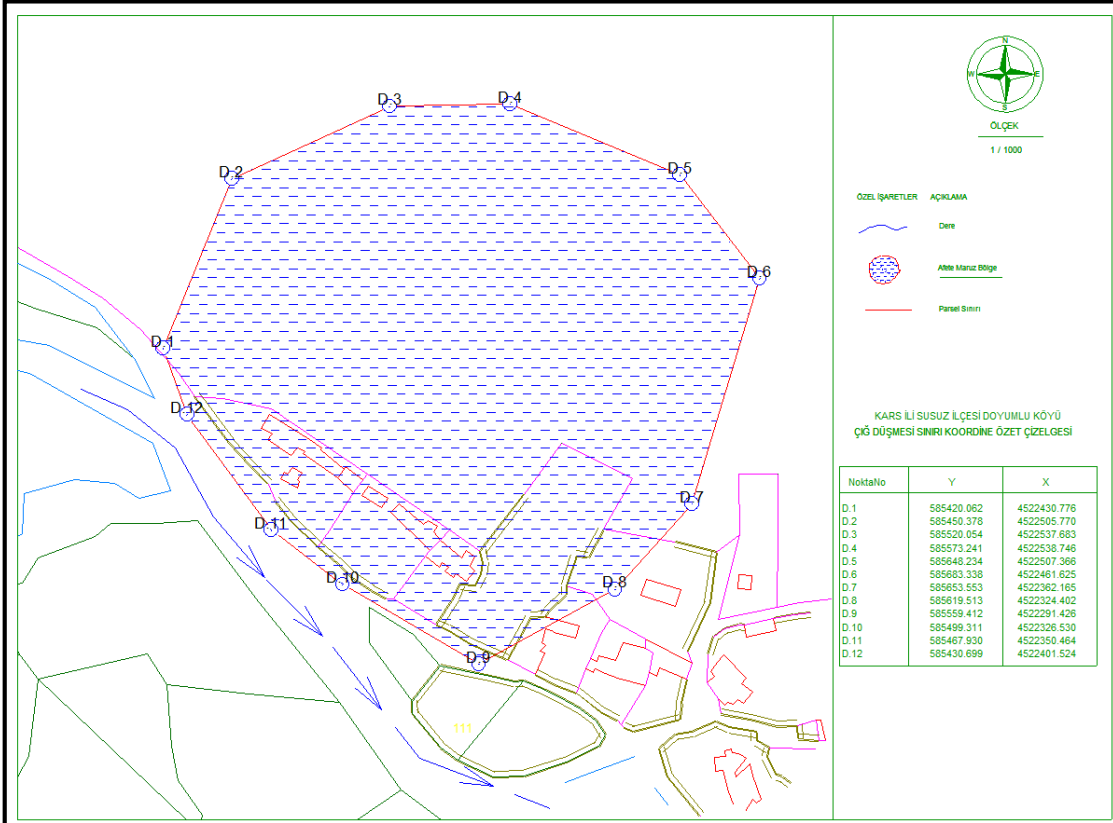 D.3
D.4
D.2
D.5
D.6
D.1
D.12
D.7
D.11
D.10
D.8
D.9
111
N
W E
S
ÖLÇEK
1 / 1000
ÖZEL İŞARETLER AÇIKLAMA
Dere
Afete Maruz Bölge
Parsel Sınırı
KARS İLİ SUSUZ İLÇESİ DOYUMLU KÖYÜ
ÇIĞ DÜŞMESİ SINIRI KOORDİNE ÖZET ÇİZELGESİ
NoktaNo Y X
D.1 585420.062 4522430.776
D.2 585450.378 4522505.770
D.3 585520.054 4522537.683
D.4 585573.241 4522538.746
D.5 585648.234 4522507.366
D.6 585683.338 4522461.625
D.7 585653.553 4522362.165
D.8 585619.513 4522324.402
D.9 585559.412 4522291.426
D.10 585499.311 4522326.530
D.11 585467.930 4522350.464
D.12 585430.699 4522401.524